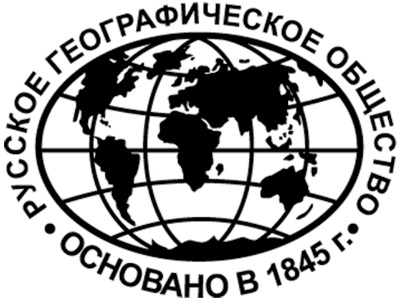 • РУССКОЕ ГЕОГРАФИЧЕСКОЕ ОБЩЕСТВО •
ОСНОВАНО В 1845 г.